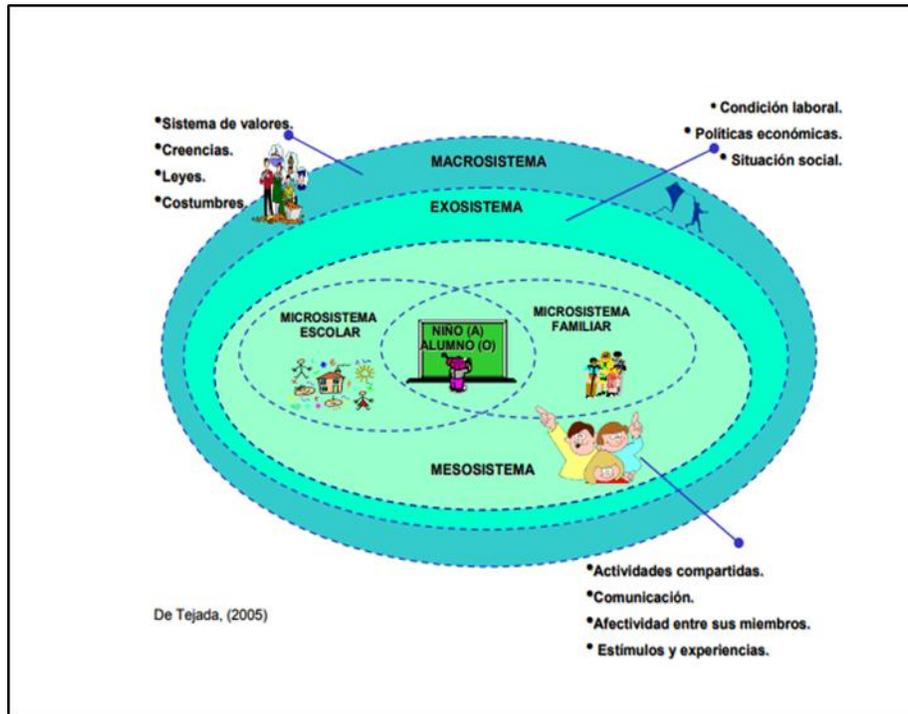 •Sistema de valores.
•Creencias.
•Leyes.
•Costumbres.
• Condición laboral.
• Políticas económicas.
• Situación social.
MACROSISTEMA
EXOSISTEMA
MICROSISTEMA
ESCOLAR
NIÑO (A)
ALUMNO (O)
MICROSISTEMA
FAMILIAR
MESOSISTEMA
•Actividades compartidas.
•Comunicación.
•Afectividad entre sus miembros.
• Estímulos y experiencias.
De Tejada, (2005)